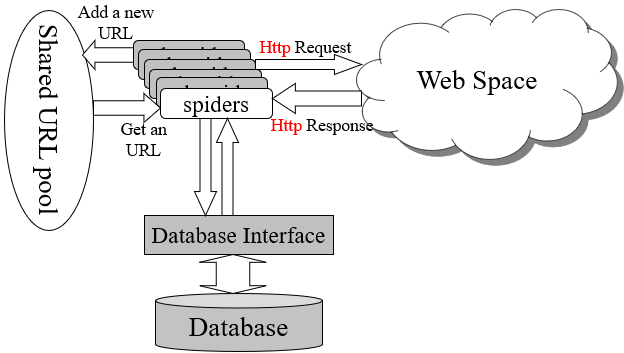 Add a new
URL
Shared URL pool
Http Request
Web Space
spiders
Get an
URL
Http Response
Database Interface
Database